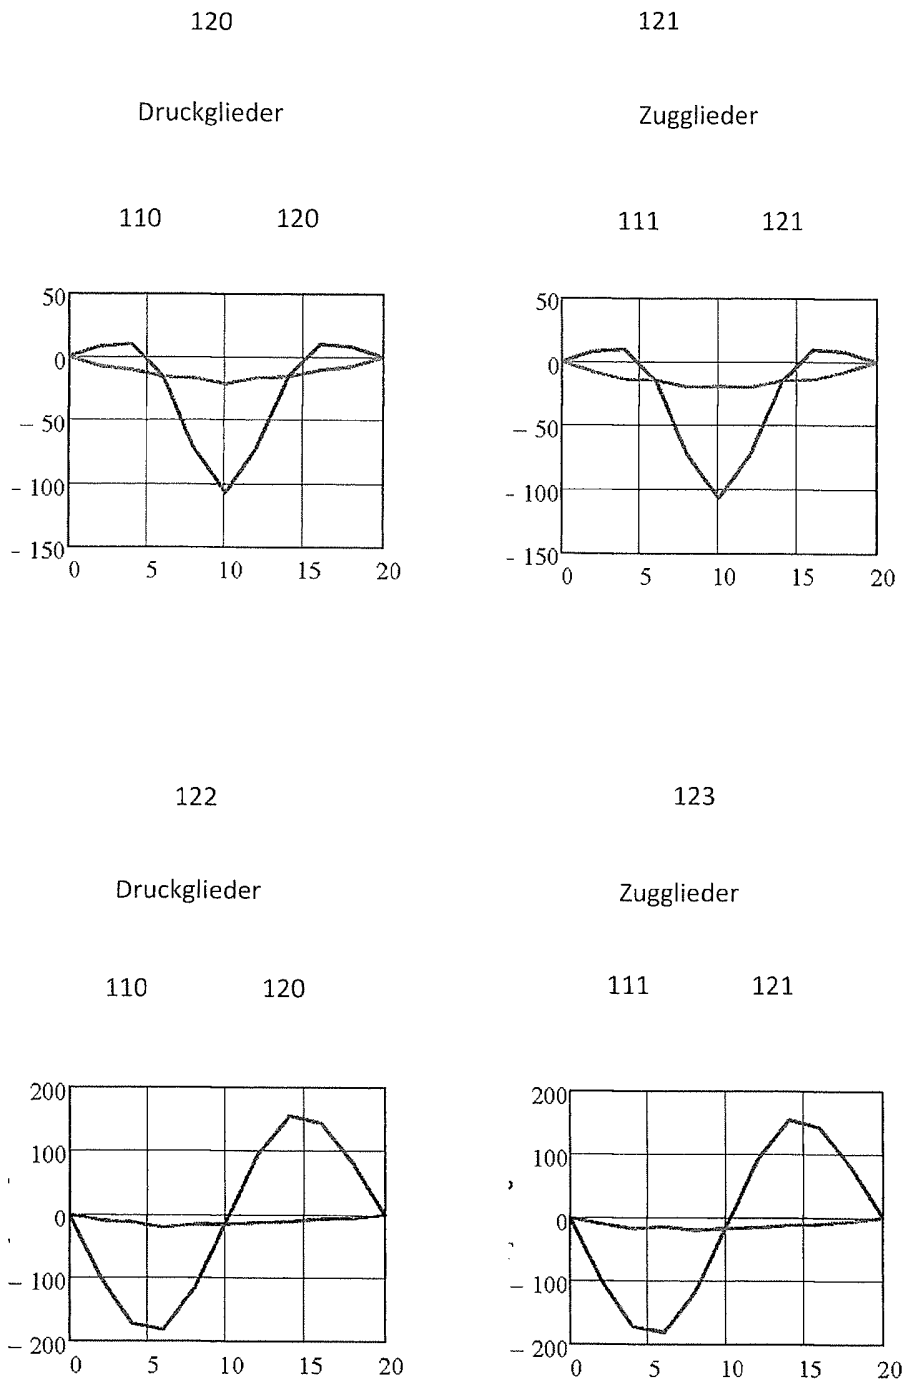 120 121
Druckglieder Zugglieder
110 120 111 121
50 50
0 0
– 50 – 50
- 100 - 100
- 150 - 150
0 5 10 15 20 0 5 10 15 20
122 123
Druckglieder Zugglieder
110 120 111 121
200 200
100 100
0 0
– 100 – 100
– 200 – 200
0 5 10 15 20 0 5 10 15 20